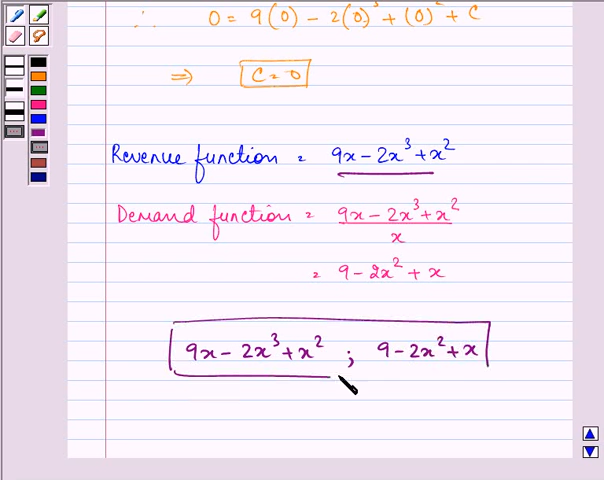 ∴ 0 = 9(0) - 2(0)³ + (0)² + C
⇒ C = 0
Revenue function = 9x - 2x³ + x²
Demand function = 9x - 2x³ + x² / x
= 9 - 2x² + x
9x - 2x³ + x² ; 9 - 2x² + x